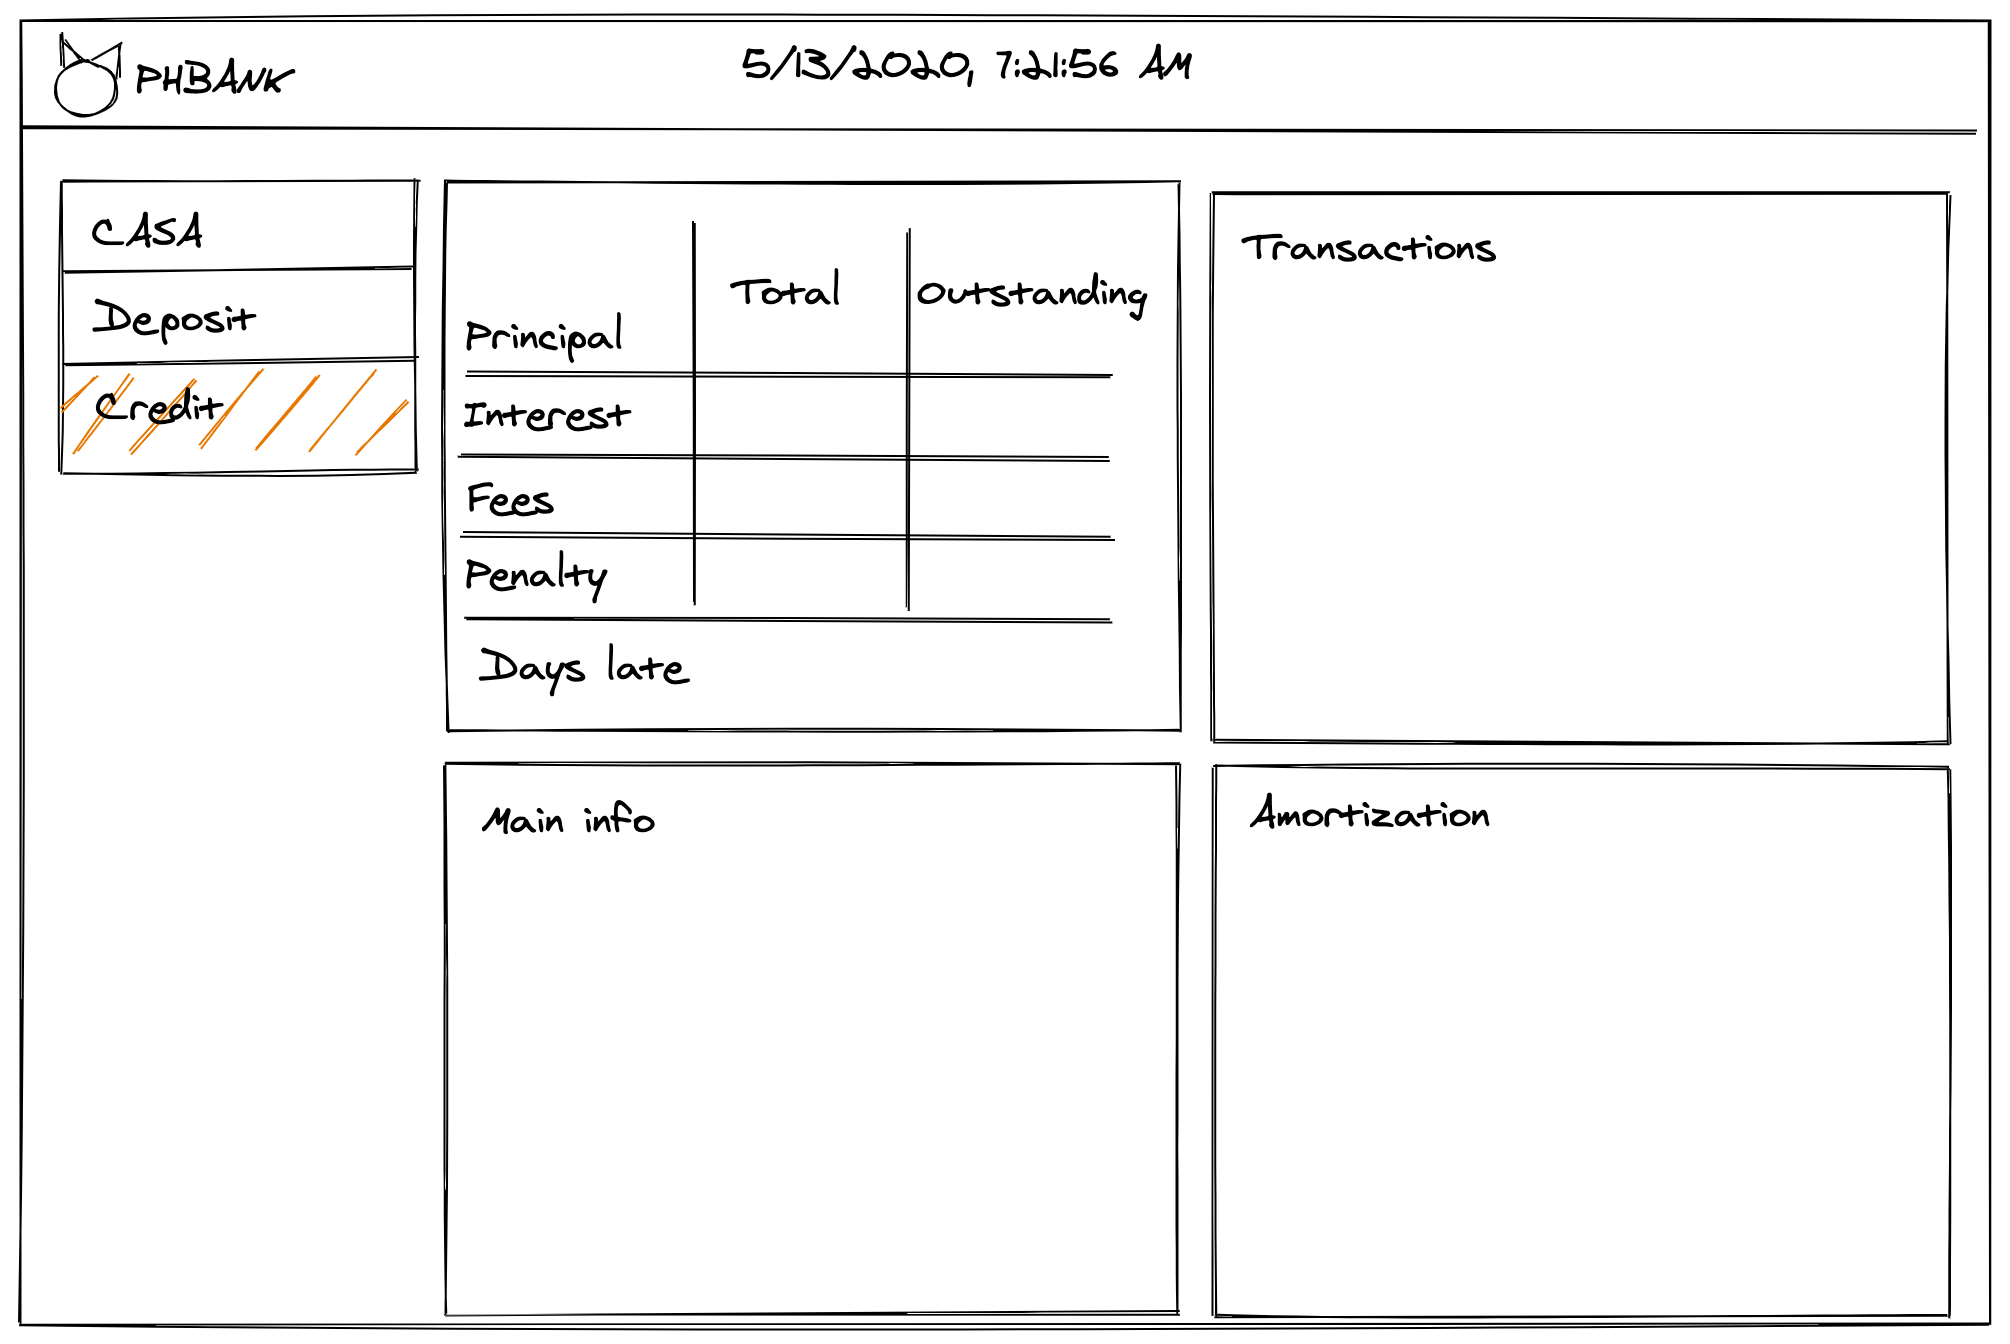 PHBANK
5/13/2020, 7:21:56 AM
CASA
Deposit
Credit
Total Outstanding
Principal
Interest
Fees
Penalty
Days late
Transactions
Main info
Amortization